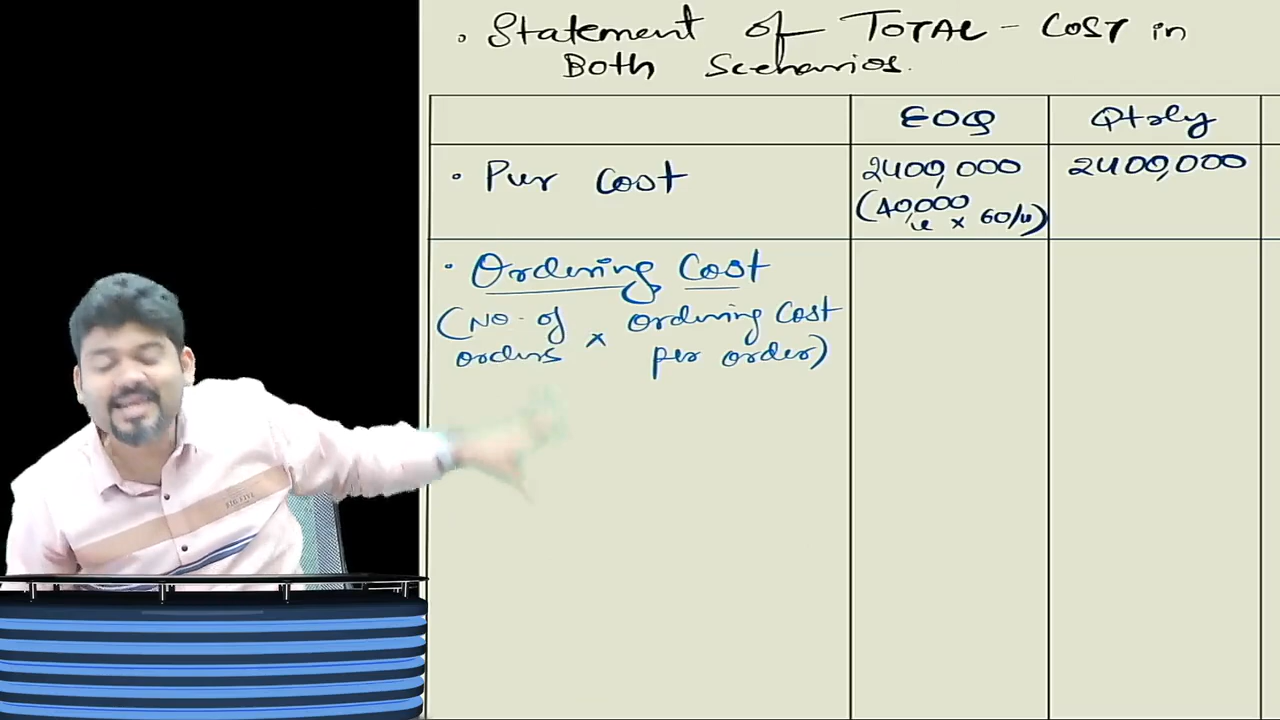 • Statement of TOTAL - COST in
Both Scenarios.
EOQ
Qtrly
• Pur Cost
2400,000
2400,000
(40,000
u x 60/u)
• Ordering Cost
(No. of x Ordering Cost
orders per order)